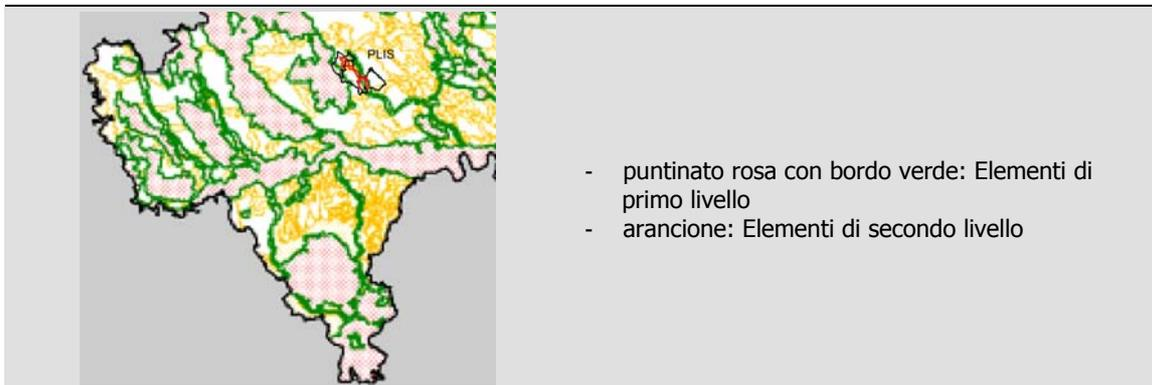 PLIS
- puntinato rosa con bordo verde: Elementi di
primo livello
- arancione: Elementi di secondo livello